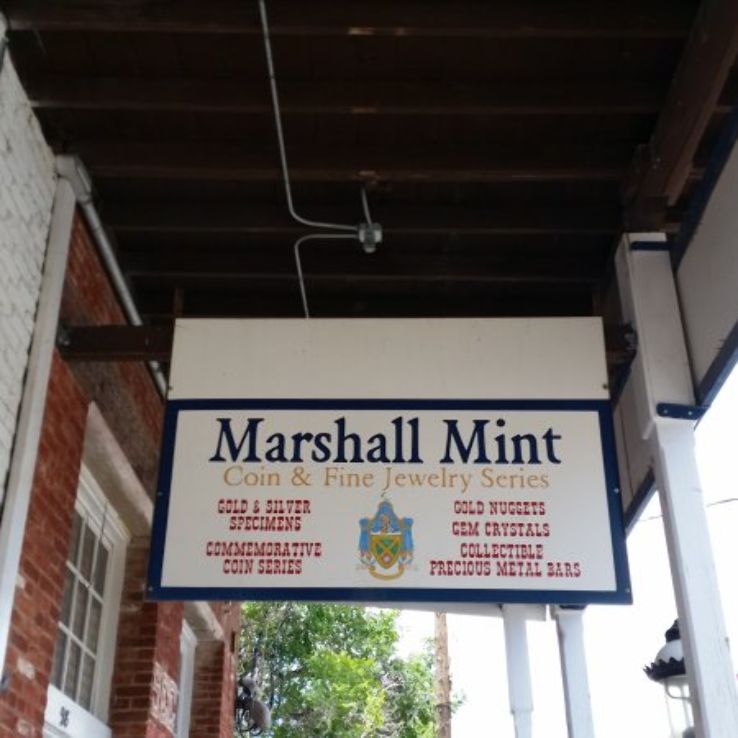 Marshall Mint
Coin & Fine Jewelry Series
GOLD & SILVER
SPECIMENS
COMMEMORATIVE
COIN SERIES
GOLD NUGGETS
GEM CRYSTALS
COLLECTIBLE
PRECIOUS METAL BARS